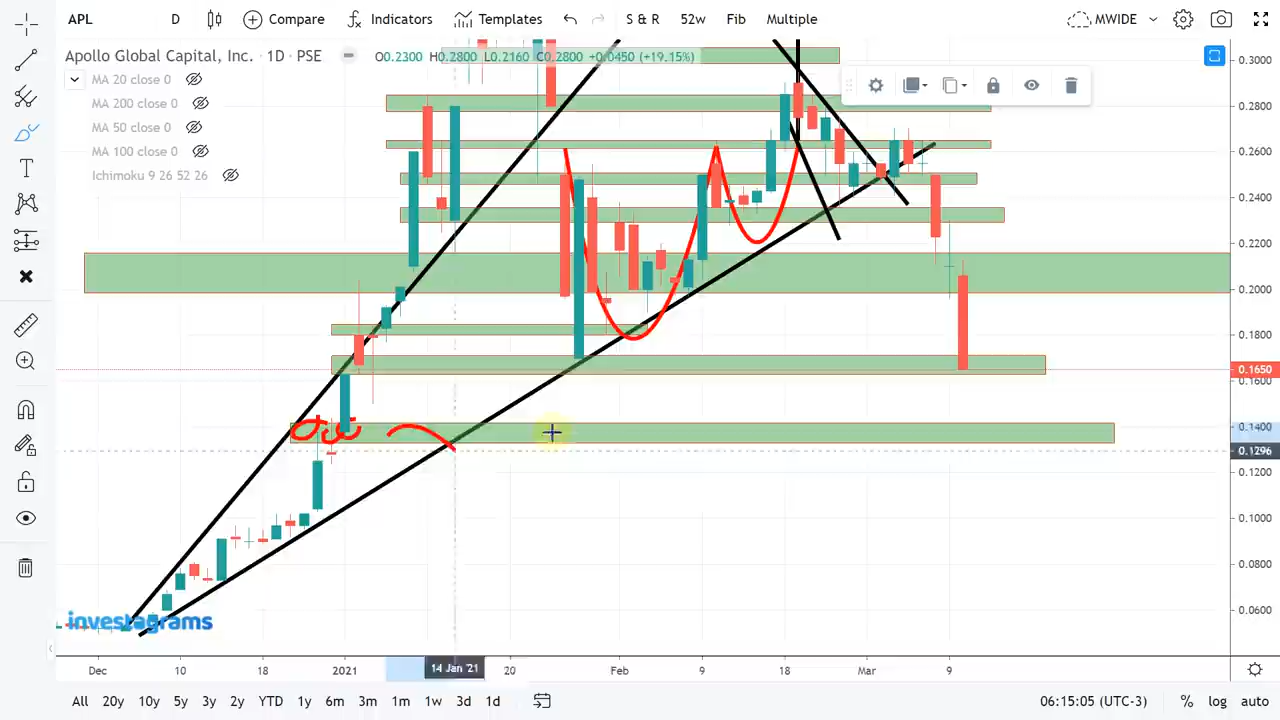 APL D Compare Indicators Templates S & R 52w Fib Multiple MWIDE
Apollo Global Capital, Inc. · 1D · PSE O0.2300 H0.2800 L0.2160 C0.2800 +0.0450 (+19.15%)
MA 20 close 0
MA 200 close 0
MA 50 close 0
MA 100 close 0
Ichimoku 9 26 52 26
0.3000
0.2800
0.2600
0.2400
0.2200
0.2000
0.1800
0.1650
0.1600
0.1400
0.1296
0.1200
0.1000
0.0800
0.0600
investagrams
Dec 10 18 2021 14 Jan '21 20 Feb 9 18 Mar 9
All 20y 10y 5y 3y 2y YTD 1y 6m 3m 1m 1w 3d 1d 06:15:05 (UTC-3) % log auto